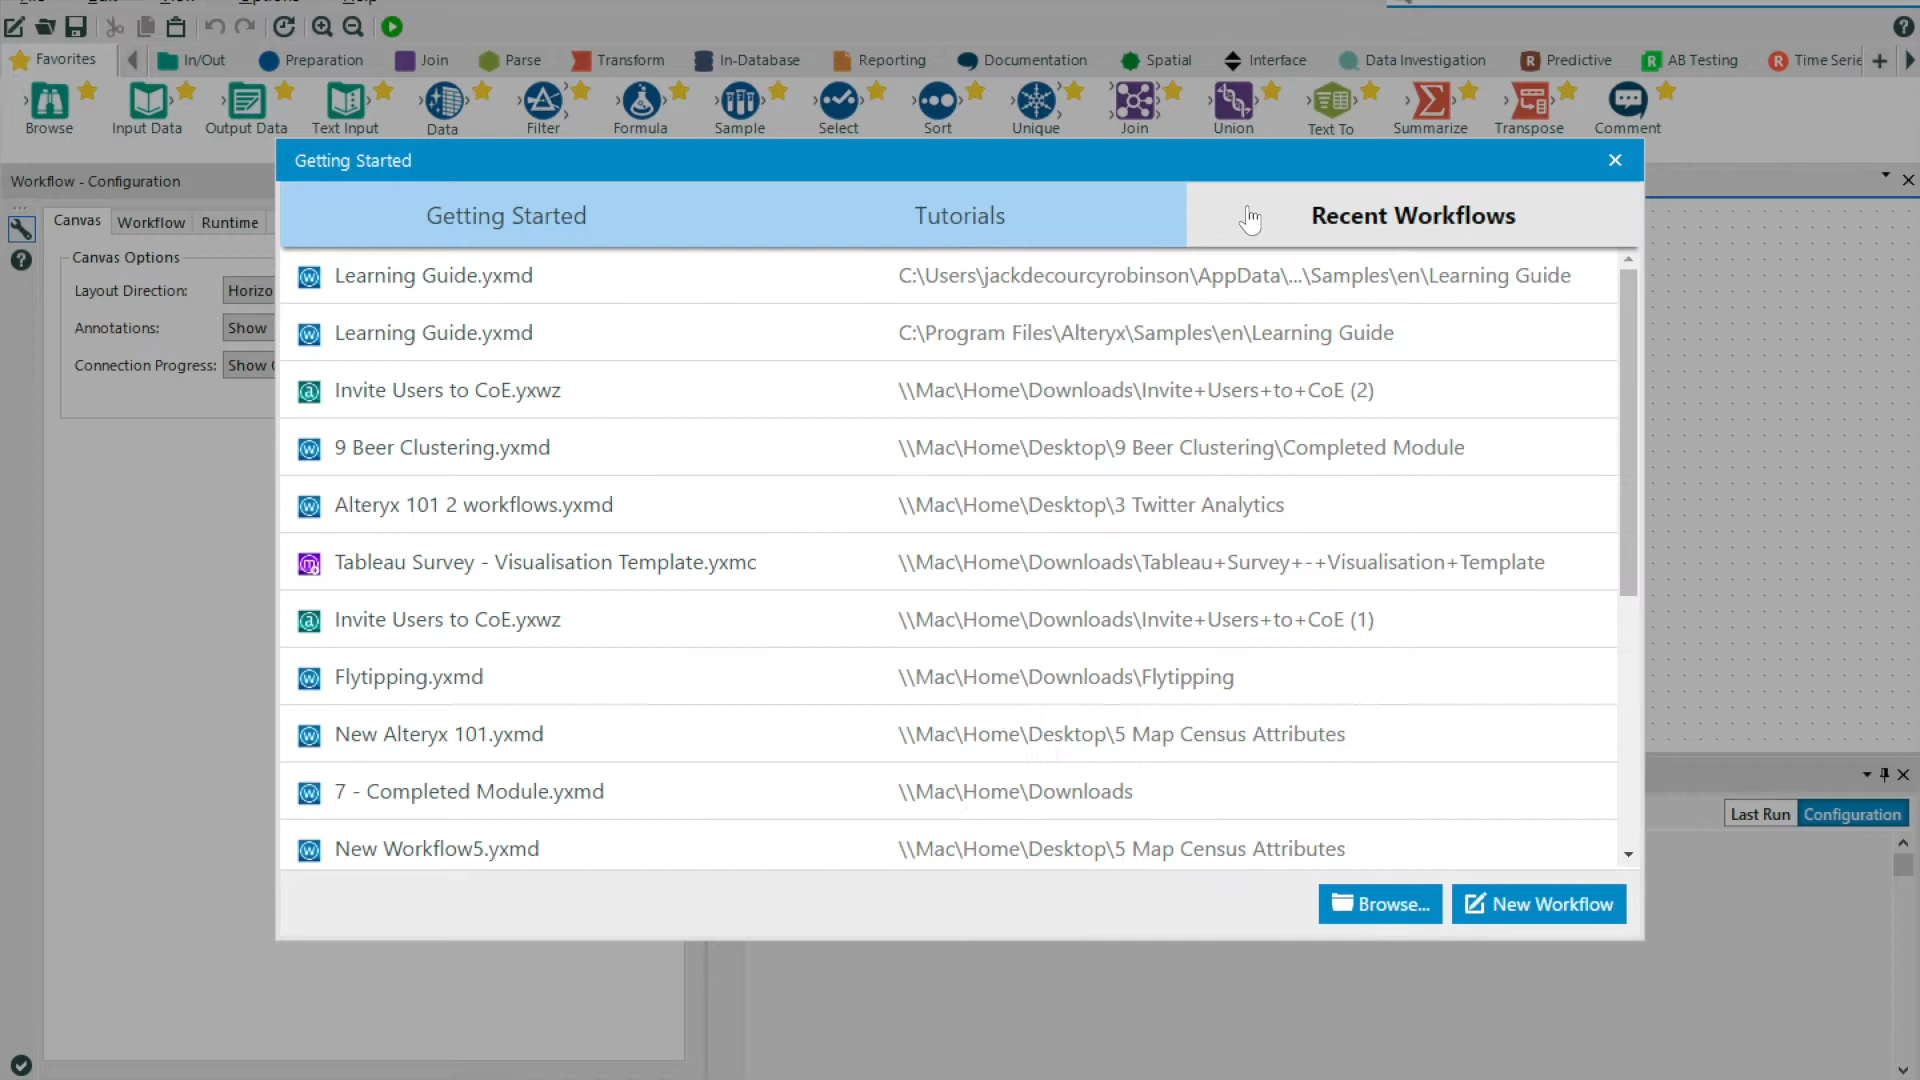 Favorites
In/Out
Preparation
Join
Parse
Transform
In-Database
Reporting
Documentation
Spatial
Interface
Data Investigation
Predictive
AB Testing
Time Serie
Browse
Input Data
Output Data
Text Input
Data
Filter
Formula
Sample
Select
Sort
Unique
Join
Union
Text To
Summarize
Transpose
Comment
Getting Started
Workflow - Configuration
Getting Started
Tutorials
Recent Workflows
Canvas
Workflow
Runtime
Canvas Options
Layout Direction:
Horizo
Annotations:
Show
Connection Progress:
Show
Learning Guide.yxmd
C:\Users\jackdecourcyrobinson\AppData\...\Samples\en\Learning Guide
Learning Guide.yxmd
C:\Program Files\Alteryx\Samples\en\Learning Guide
Invite Users to CoE.yxwz
\\Mac\Home\Downloads\Invite+Users+to+CoE (2)
9 Beer Clustering.yxmd
\\Mac\Home\Desktop\9 Beer Clustering\Completed Module
Alteryx 101 2 workflows.yxmd
\\Mac\Home\Desktop\3 Twitter Analytics
Tableau Survey - Visualisation Template.yxmc
\\Mac\Home\Downloads\Tableau+Survey+-+Visualisation+Template
Invite Users to CoE.yxwz
\\Mac\Home\Downloads\Invite+Users+to+CoE (1)
Flytipping.yxmd
\\Mac\Home\Downloads\Flytipping
New Alteryx 101.yxmd
\\Mac\Home\Desktop\5 Map Census Attributes
7 - Completed Module.yxmd
\\Mac\Home\Downloads
New Workflow5.yxmd
\\Mac\Home\Desktop\5 Map Census Attributes
Last Run
Configuration
Browse...
New Workflow